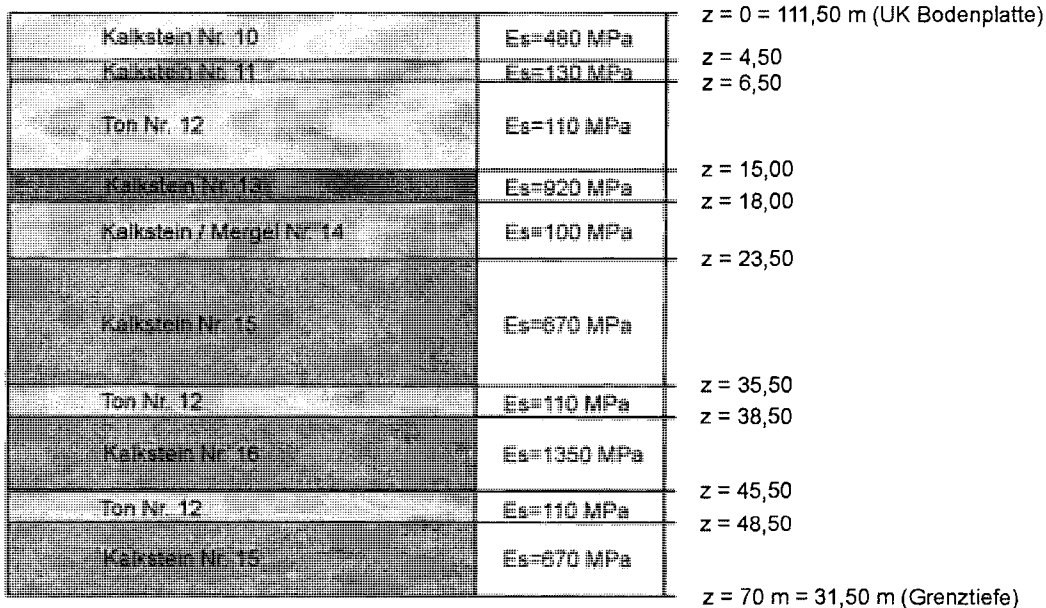 z = 0 = 111,50 m (UK Bodenplatte)
Kalkstein Nr. 10 Es=480 MPa
z = 4,50
Kalkstein Nr. 11 Es=130 MPa
z = 6,50
Ton Nr. 12 Es=110 MPa
z = 15,00
Kalkstein Nr. 13 Es=920 MPa
z = 18,00
Kalkstein / Mergel Nr. 14 Es=100 MPa
z = 23,50
Kalkstein Nr. 15 Es=670 MPa
z = 35,50
Ton Nr. 12 Es=110 MPa
z = 38,50
Kalkstein Nr. 16 Es=1350 MPa
z = 45,50
Ton Nr. 12 Es=110 MPa
z = 48,50
Kalkstein Nr. 15 Es=670 MPa
z = 70 m = 31,50 m (Grenztiefe)